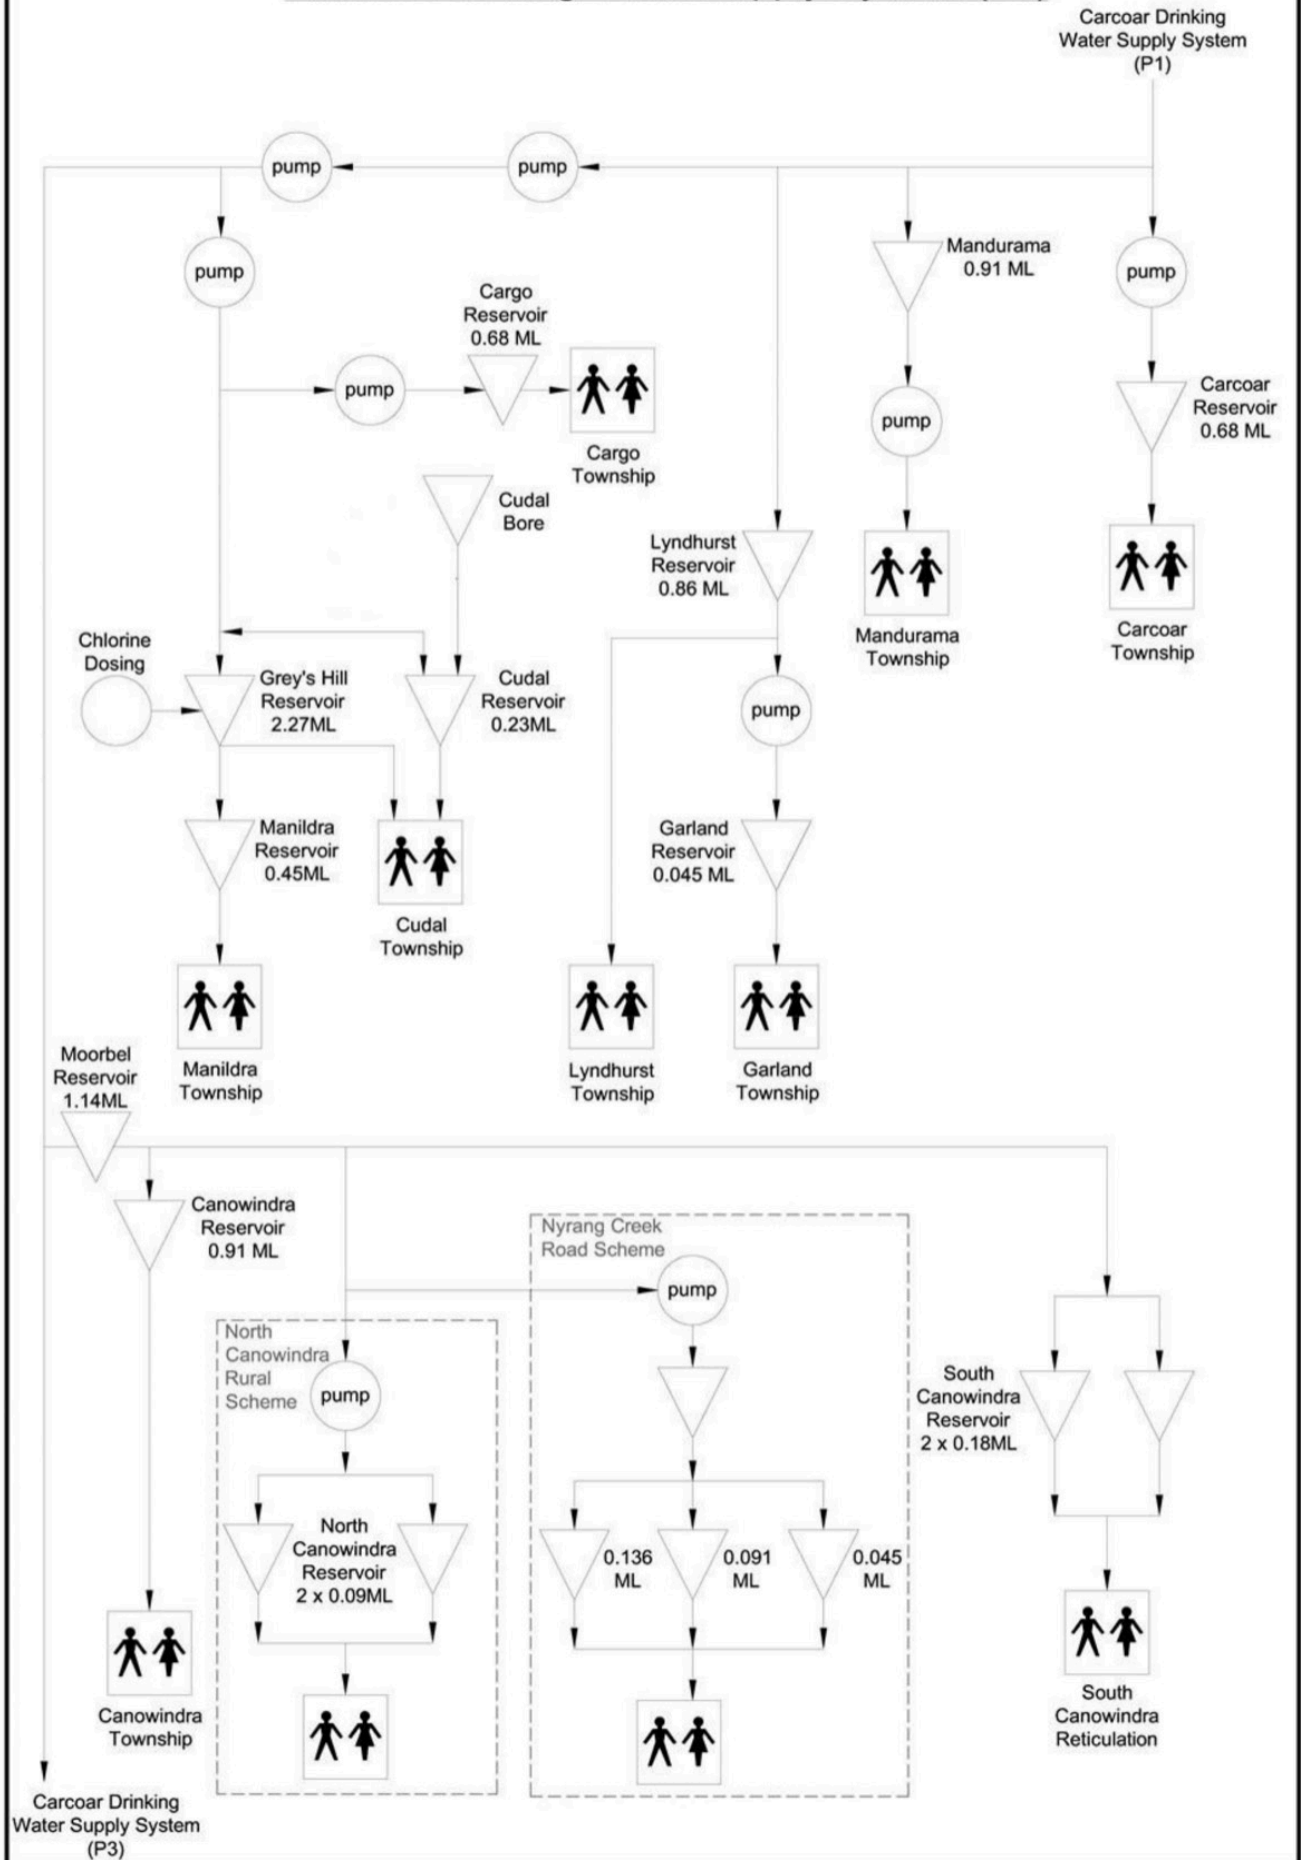 Carcoar Drinking
Water Supply System
(P1)
pump
pump
pump
Mandurama
0.91 ML
pump
Cargo
Reservoir
0.68 ML
pump
Cargo
Township
pump
Carcoar
Reservoir
0.68 ML
Cudal
Bore
Lyndhurst
Reservoir
0.86 ML
Mandurama
Township
Carcoar
Township
Chlorine
Dosing
Grey's Hill
Reservoir
2.27ML
Cudal
Reservoir
0.23ML
pump
Manildra
Reservoir
0.45ML
Cudal
Township
Garland
Reservoir
0.045 ML
Manildra
Township
Lyndhurst
Township
Garland
Township
Moorbel
Reservoir
1.14ML
Canowindra
Reservoir
0.91 ML
Nyrang Creek
Road Scheme
pump
North
Canowindra
Rural
Scheme
pump
South
Canowindra
Reservoir
2 x 0.18ML
North
Canowindra
Reservoir
2 x 0.09ML
0.136
ML
0.091
ML
0.045
ML
Canowindra
Township
South
Canowindra
Reticulation
Carcoar Drinking
Water Supply System
(P3)